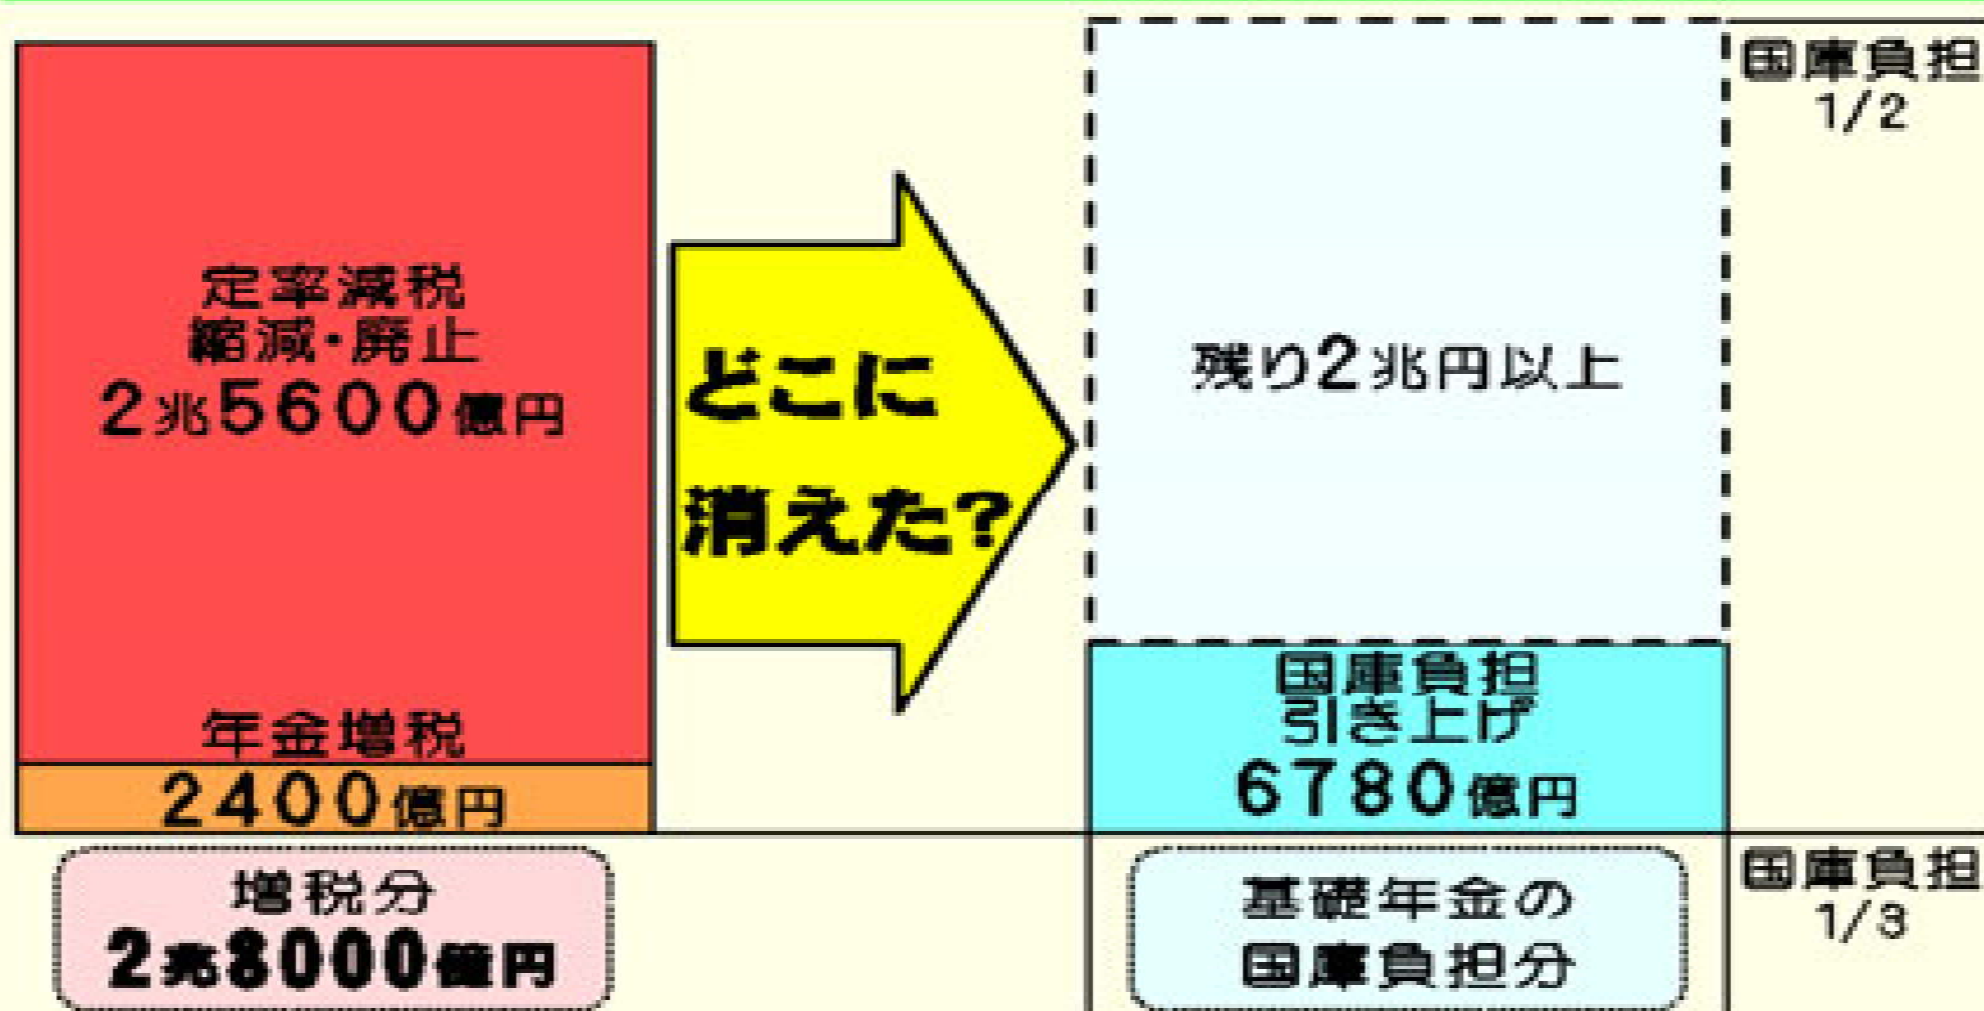 定率減税
縮減・廃止
2兆5600億円
年金増税
2400億円
増税分
2兆8000億円
どこに
消えた?
残り2兆円以上
国庫負担
引き上げ
6780億円
基礎年金の
国庫負担分
国庫負担
1/2
国庫負担
1/3